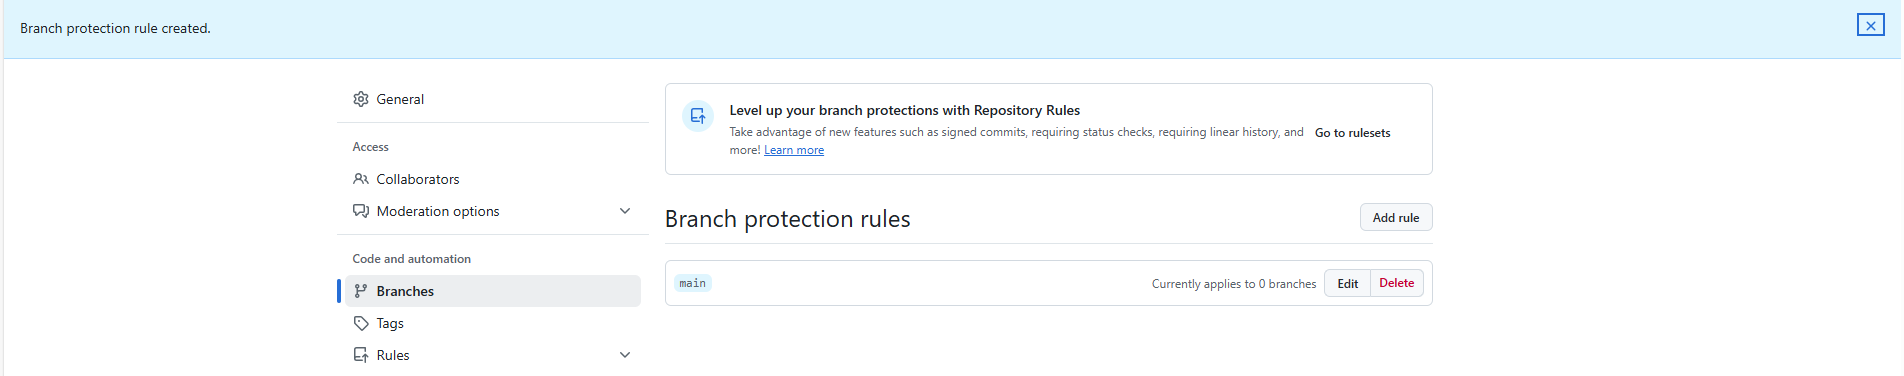 Branch protection rule created.
General
Access
Collaborators
Moderation options
Code and automation
Branches
Tags
Rules
Level up your branch protections with Repository Rules
Take advantage of new features such as signed commits, requiring status checks, requiring linear history, and
more! Learn more
Go to rulesets
Branch protection rules
Add rule
main
Currently applies to 0 branches
Edit
Delete